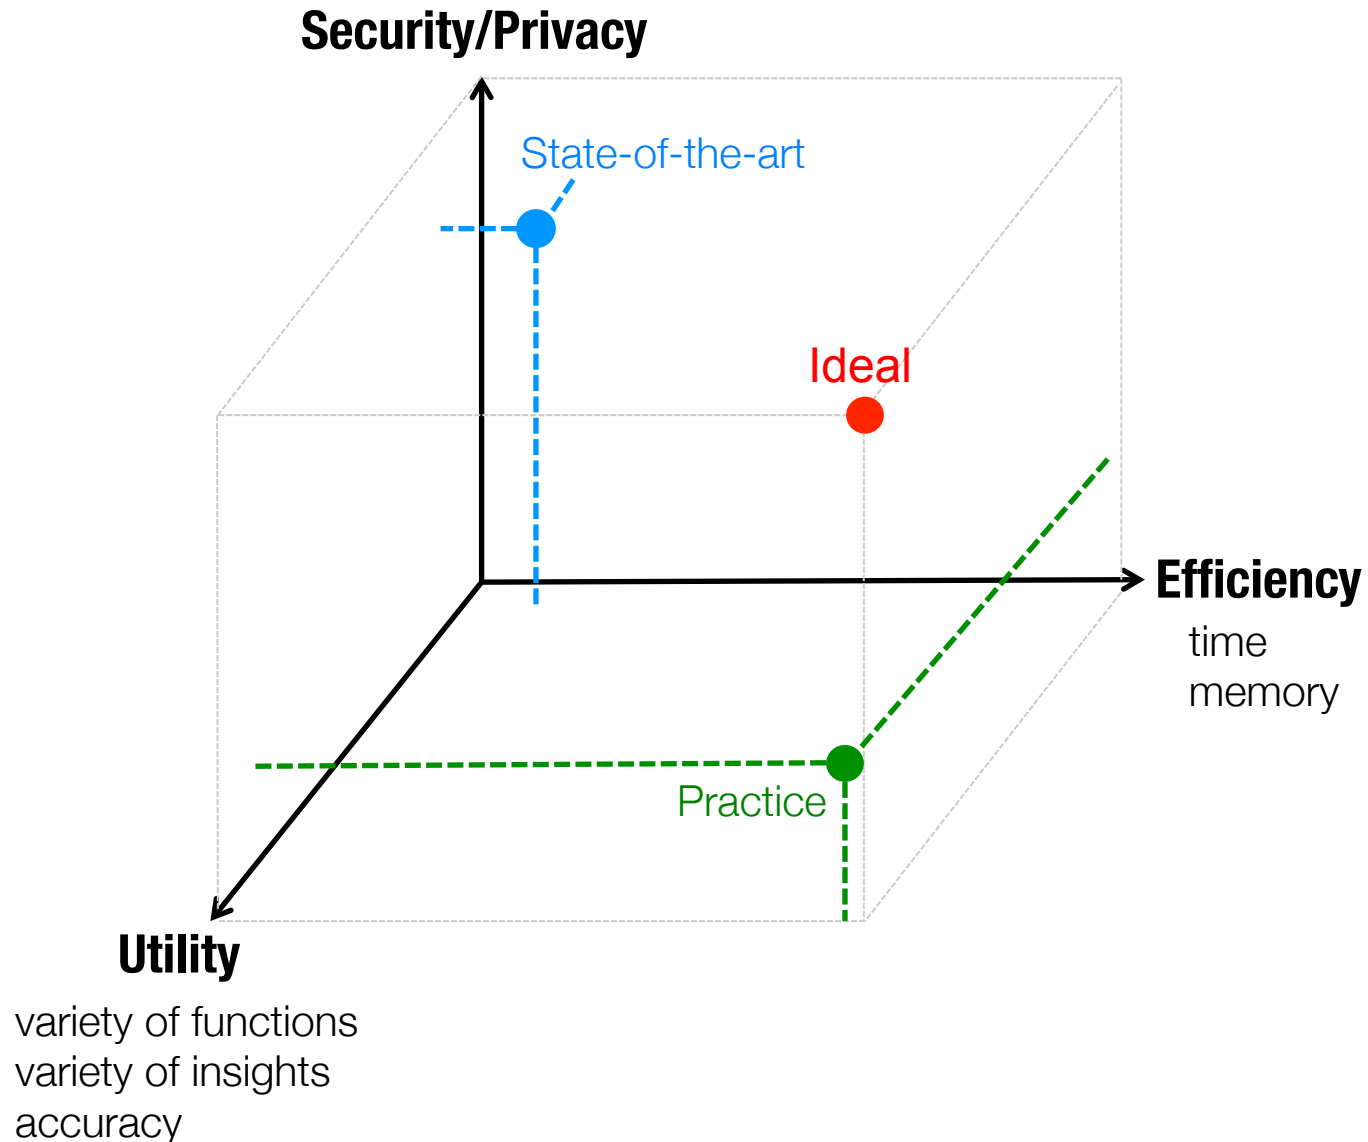 Security/Privacy
State-of-the-art
Ideal
Efficiency
time
memory
Practice
Utility
variety of functions
variety of insights
accuracy